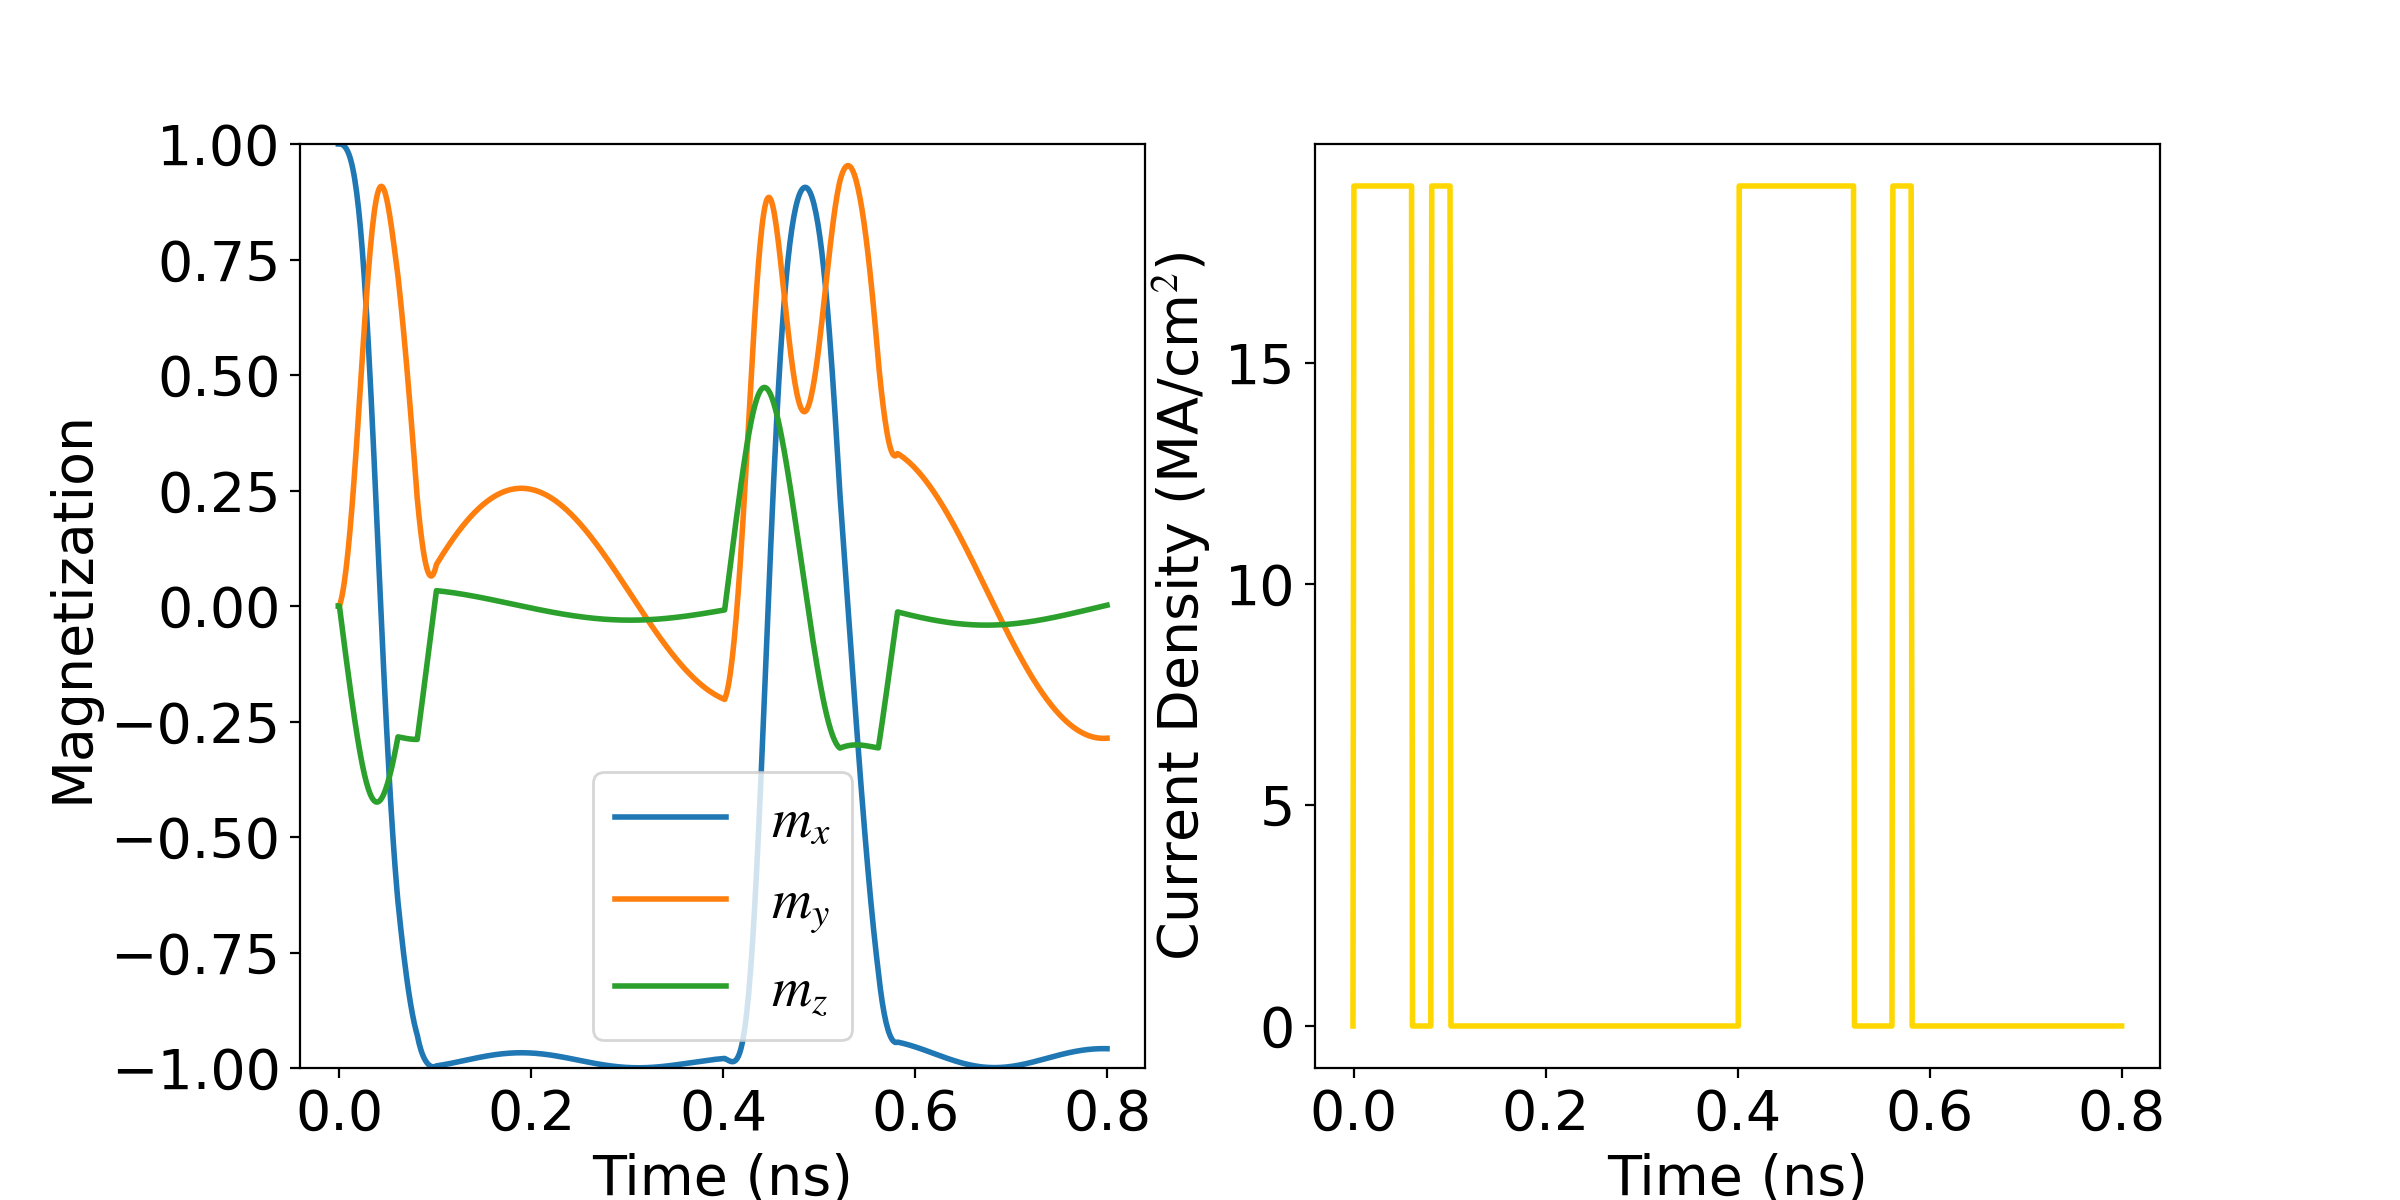 1.00
0.75
0.50
0.25
0.00
−0.25
−0.50
−0.75
−1.00
Magnetization
0.0 0.2 0.4 0.6 0.8
Time (ns)
m_x
m_y
m_z
15
10
5
0
Current Density (MA/cm²)
0.0 0.2 0.4 0.6 0.8
Time (ns)